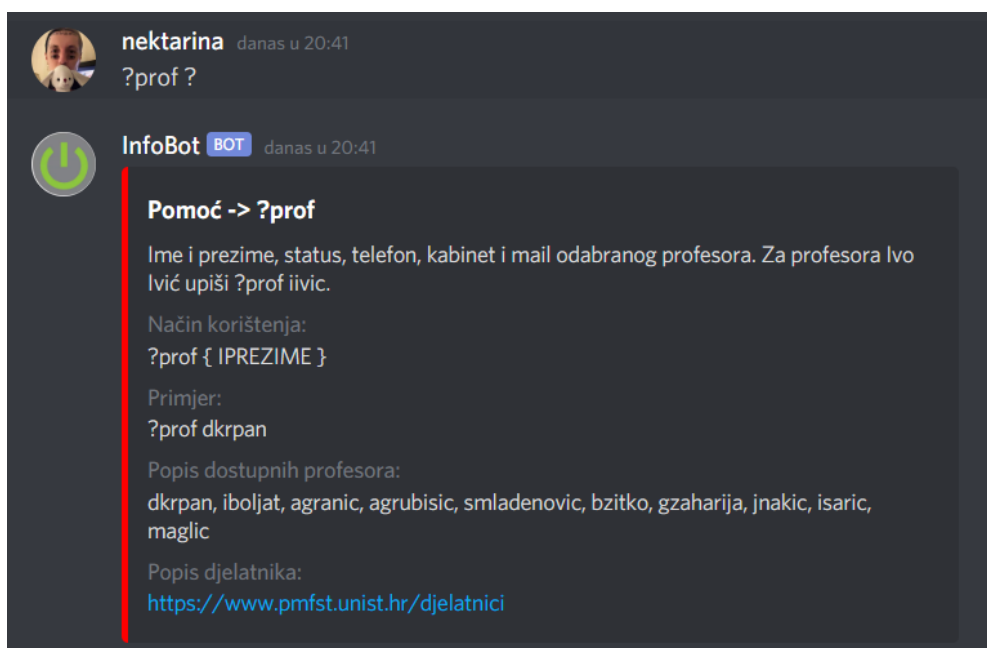 nektarina danas u 20:41
?prof ?
InfoBot BOT danas u 20:41
Pomoć -> ?prof
Ime i prezime, status, telefon, kabinet i mail odabranog profesora. Za profesora Ivo
Ivić upiši ?prof iivic.
Način korištenja:
?prof { IPREZIME }
Primjer:
?prof dkrpan
Popis dostupnih profesora:
dkrpan, iboljat, agranic, agrubisic, smladenovic, bzitko, gzaharija, jnakic, isaric,
maglic
Popis djelatnika:
https://www.pmfst.unist.hr/djelatnici